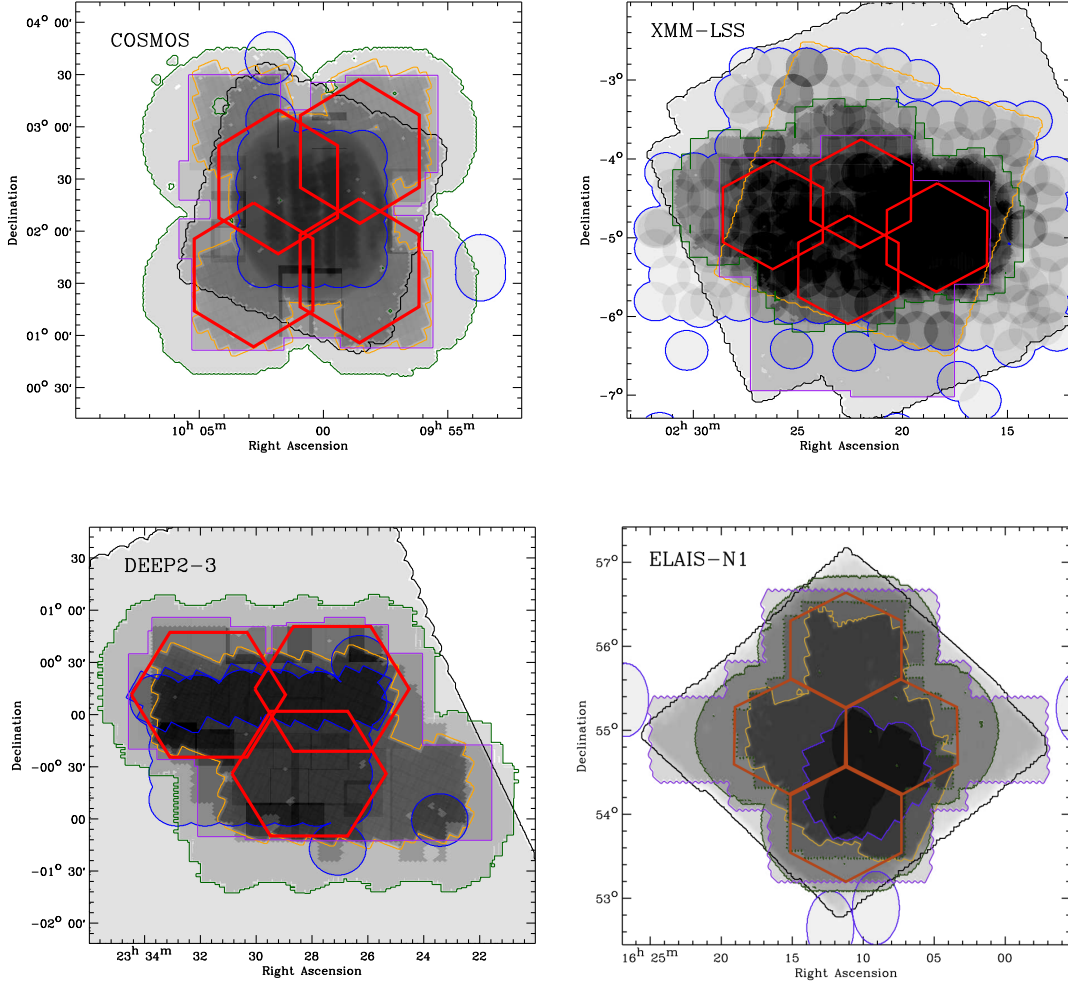 COSMOS
04° 00'
30
03° 00'
30
02° 00'
30
01° 00'
00° 30'
Declination
10h 05m
00
09h 55m
Right Ascension
XMM-LSS
-3°
-4°
-5°
-6°
-7°
Declination
02h 30m
25
20
15
Right Ascension
DEEP2-3
30
01° 00'
00° 30'
00
-00° 30'
00
-01° 30'
-02° 00'
Declination
23h 34m
32
30
28
26
24
22
Right Ascension
ELAIS-N1
57°
56°
55°
54°
53°
Declination
16h 25m
20
15
10
05
00
Right Ascension